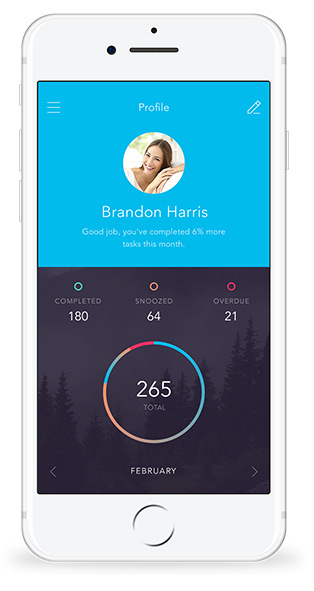 Profile
Brandon Harris
Good job, you've completed 6% more
tasks this month.
COMPLETED
SNOOZED
OVERDUE
180
64
21
265
TOTAL
FEBRUARY